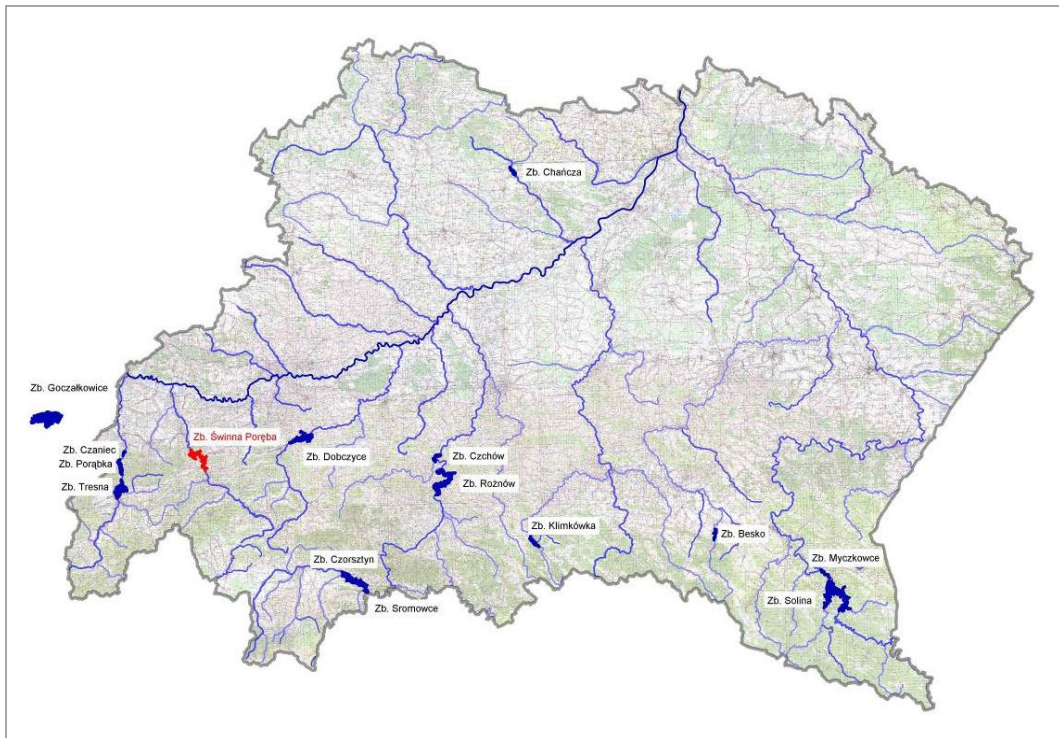 Zb. Chańcza
Zb. Goczałkowice
Zb. Świnna Poręba
Zb. Czaniec
Zb. Porąbka
Zb. Tresna
Zb. Dobczyce
Zb. Czchów
Zb. Rożnów
Zb. Klimkówka
Zb. Besko
Zb. Myczkowce
Zb. Solina
Zb. Czorsztyn
Zb. Sromowce